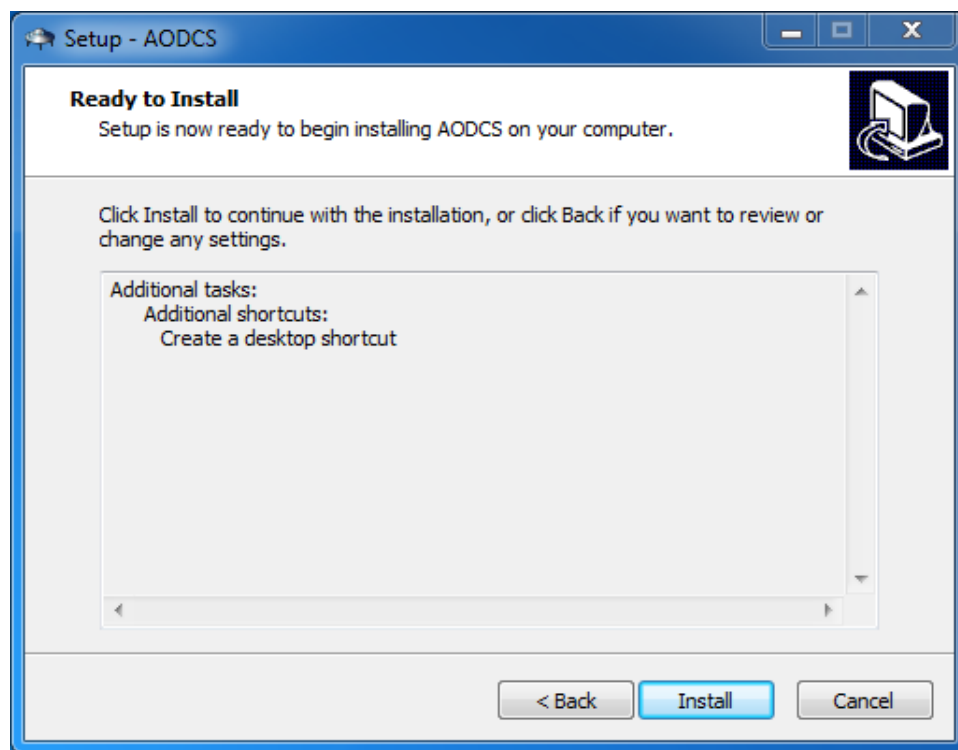 Setup - AODCS
Ready to Install
Setup is now ready to begin installing AODCS on your computer.
Click Install to continue with the installation, or click Back if you want to review or
change any settings.
Additional tasks:
Additional shortcuts:
Create a desktop shortcut
< Back Install Cancel